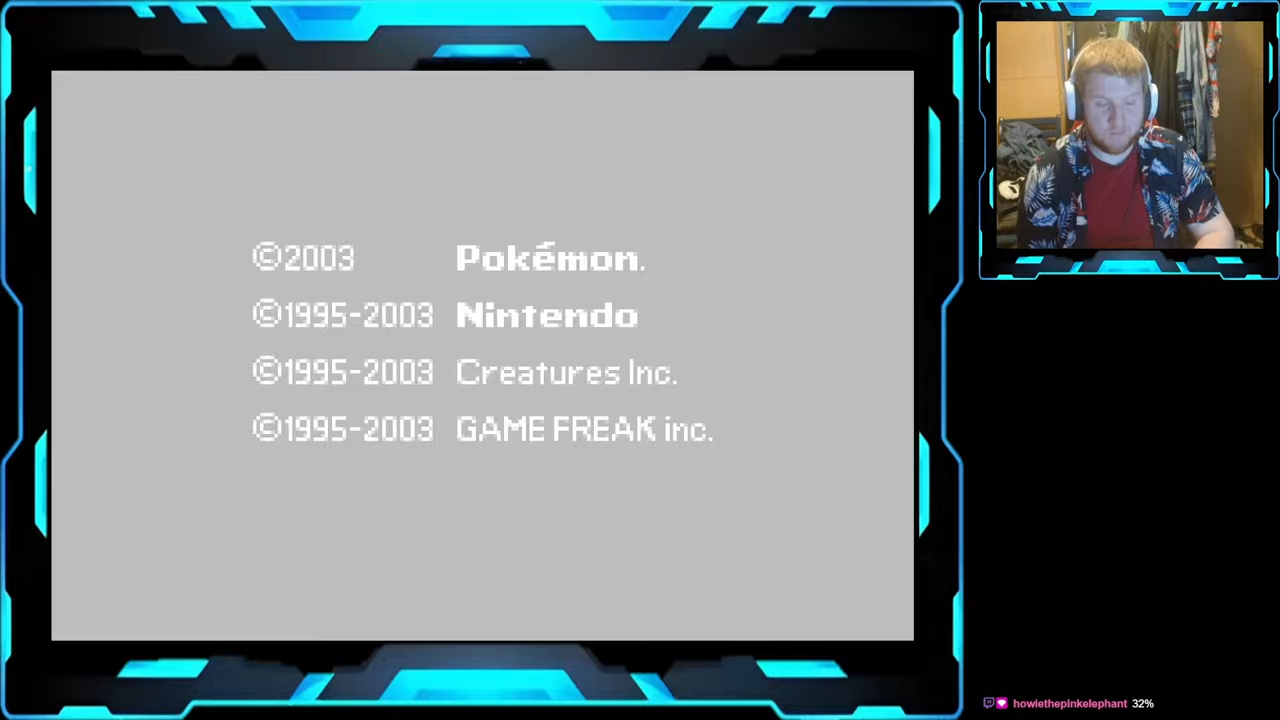 ©2003 Pokémon.
©1995-2003 Nintendo
©1995-2003 Creatures Inc.
©1995-2003 GAME FREAK inc.
howiethepinkelephant 32%